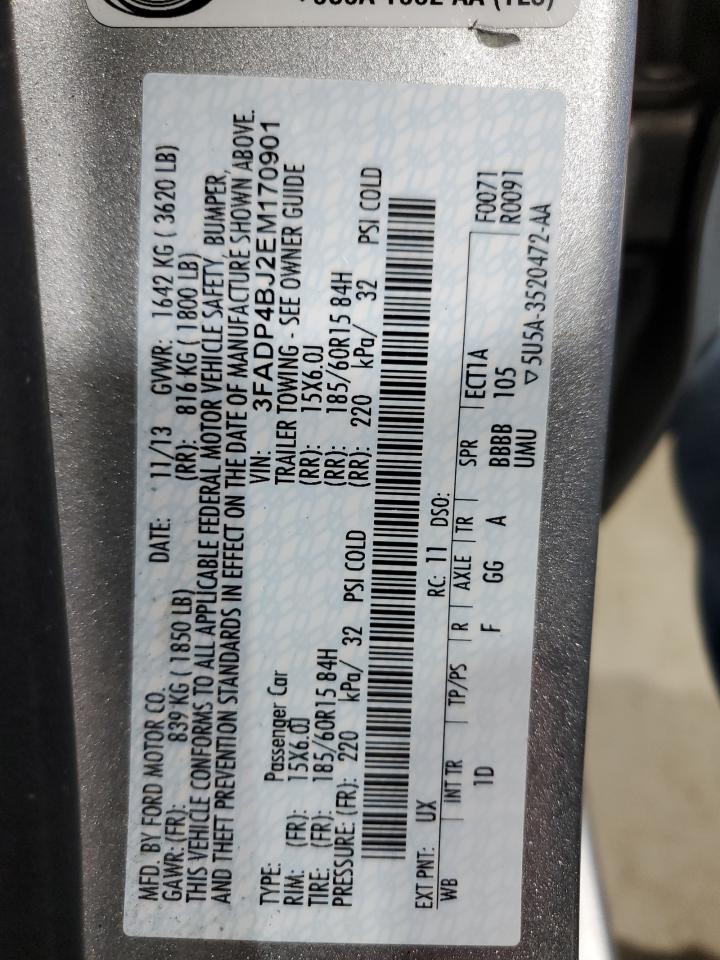 MFD. BY FORD MOTOR CO. DATE: 11/13 GVWR: 1642 KG ( 3620 LB)
GAWR: (FR): 839 KG ( 1850 LB) (RR): 816 KG ( 1800 LB)
THIS VEHICLE CONFORMS TO ALL APPLICABLE FEDERAL MOTOR VEHICLE SAFETY, BUMPER,
AND THEFT PREVENTION STANDARDS IN EFFECT ON THE DATE OF MANUFACTURE SHOWN ABOVE.
VIN: 3FADP4BJ2EM170901
TYPE: Passenger Car TRAILER TOWING - SEE OWNER GUIDE
RIM: (FR): 15X6.0J (RR): 15X6.0J
TIRE: (FR): 185/60R15 84H (RR): 185/60R15 84H
PRESSURE: (FR): 220 kPa/ 32 PSI COLD (RR): 220 kPa/ 32 PSI COLD
EXT PNT: UX RC: 11 DSO:
WB INT TR TP/PS R AXLE TR SPR ECT1A F0071
1D F GG A BBBB 105 R0091
UMU
▽ 5U5A-3520472-AA